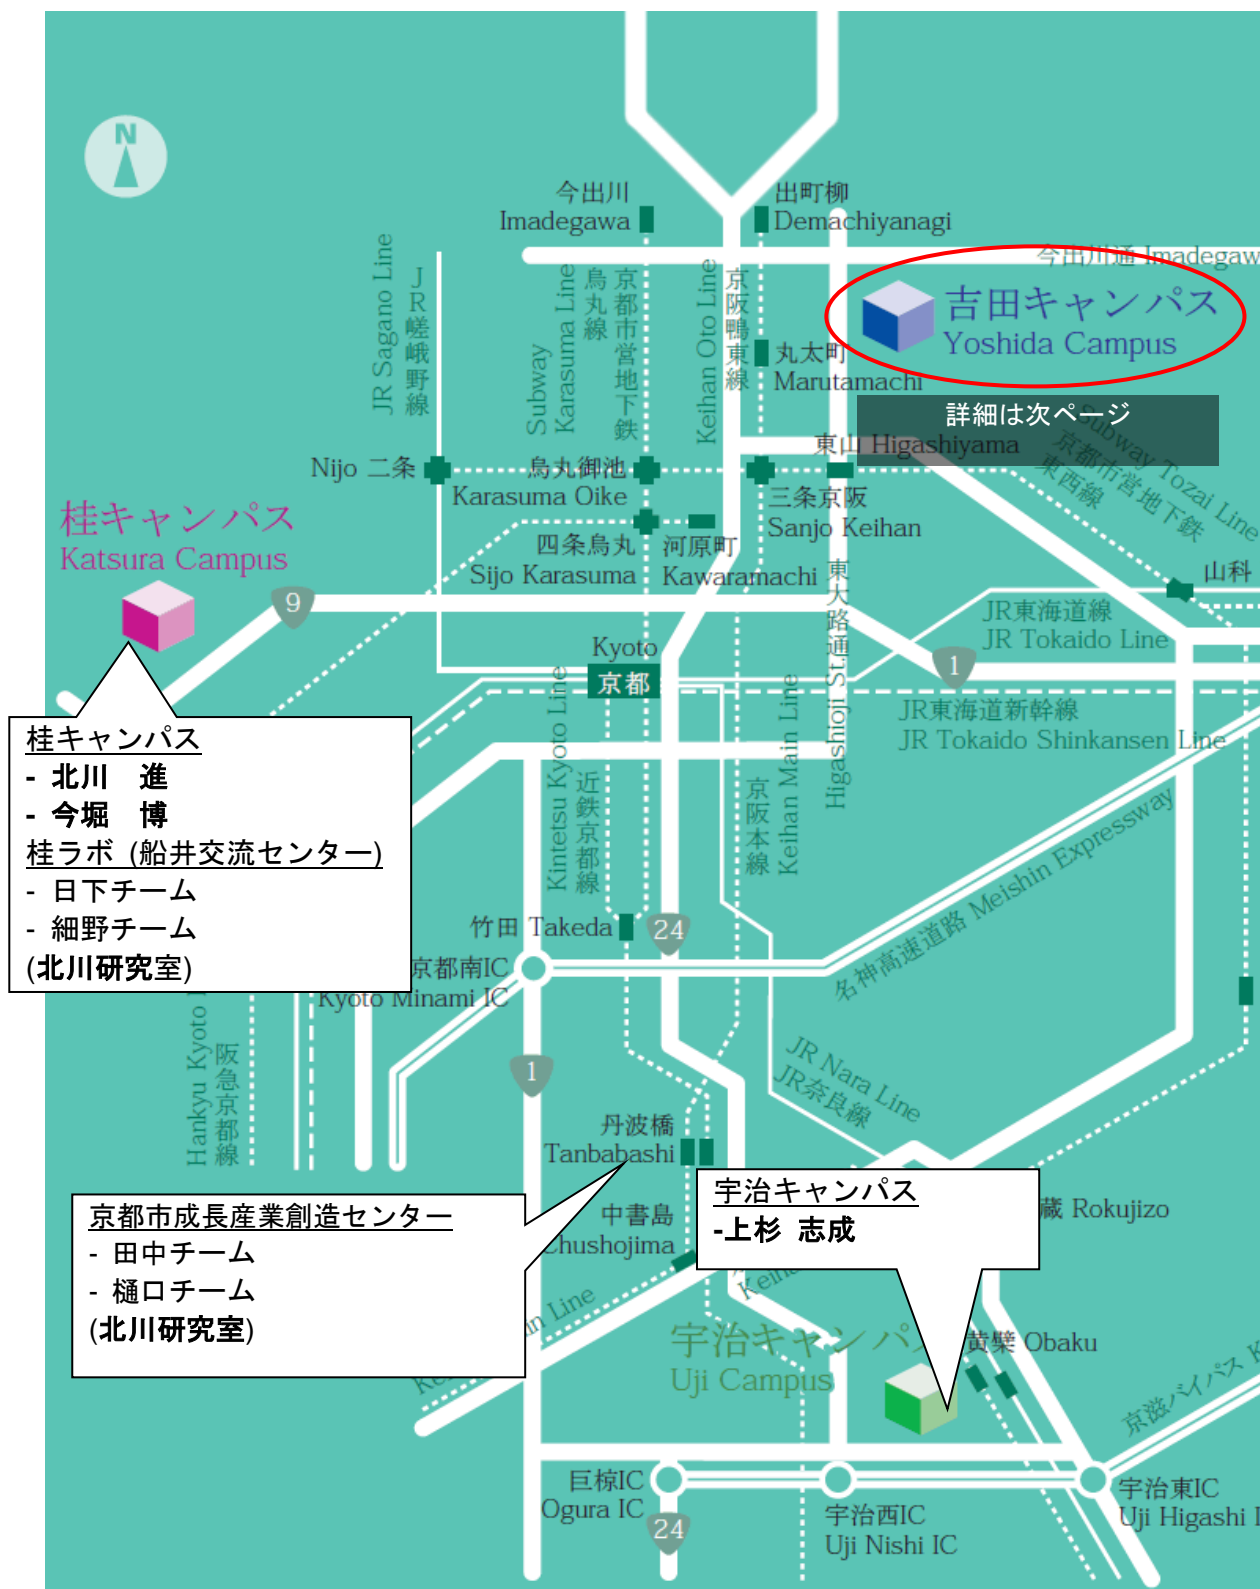 N
今出川
Imadegawa
出町柳
Demachiyanagi
今出川通 Imadegaw
吉田キャンパス
Yoshida Campus
詳細は次ページ
JR Sagano Line
JR嵯峨野線
Subway
Karasuma Line
烏丸線
京都市営地下鉄
Keihan Oto Line
京阪鴨東線
丸太町
Marutamachi
東山 Higashiyama
Subway Tozai Line
京都市営地下鉄
東西線
Nijo 二条
烏丸御池
Karasuma Oike
三条京阪
Sanjo Keihan
桂キャンパス
Katsura Campus
四条烏丸
Sijo Karasuma
河原町
Kawaramachi
東大路通
Higashioji St.
山科
9
JR東海道線
JR Tokaido Line
Kyoto
京都
1
JR東海道新幹線
JR Tokaido Shinkansen Line
桂キャンパス
- 北川　進
- 今堀　博
桂ラボ (船井交流センター)
- 日下チーム
- 細野チーム
(北川研究室)
Kintetsu Kyoto Line
近鉄京都線
京阪本線
Keihan Main Line
名神高速道路 Meishin Expressway
竹田 Takeda
24
京都南IC
Kyoto Minami IC
Hankyu Kyoto
阪急京都線
1
JR Nara Line
JR奈良線
丹波橋
Tanbabashi
京都市成長産業創造センター
- 田中チーム
- 樋口チーム
(北川研究室)
中書島
Chushojima
宇治キャンパス
-上杉 志成
蔵 Rokujizo
in Line
宇治キャンパ
Uji Campus
黄檗 Obaku
京滋バイパス K
巨椋IC
Ogura IC
24
宇治西IC
Uji Nishi IC
宇治東IC
Uji Higashi I